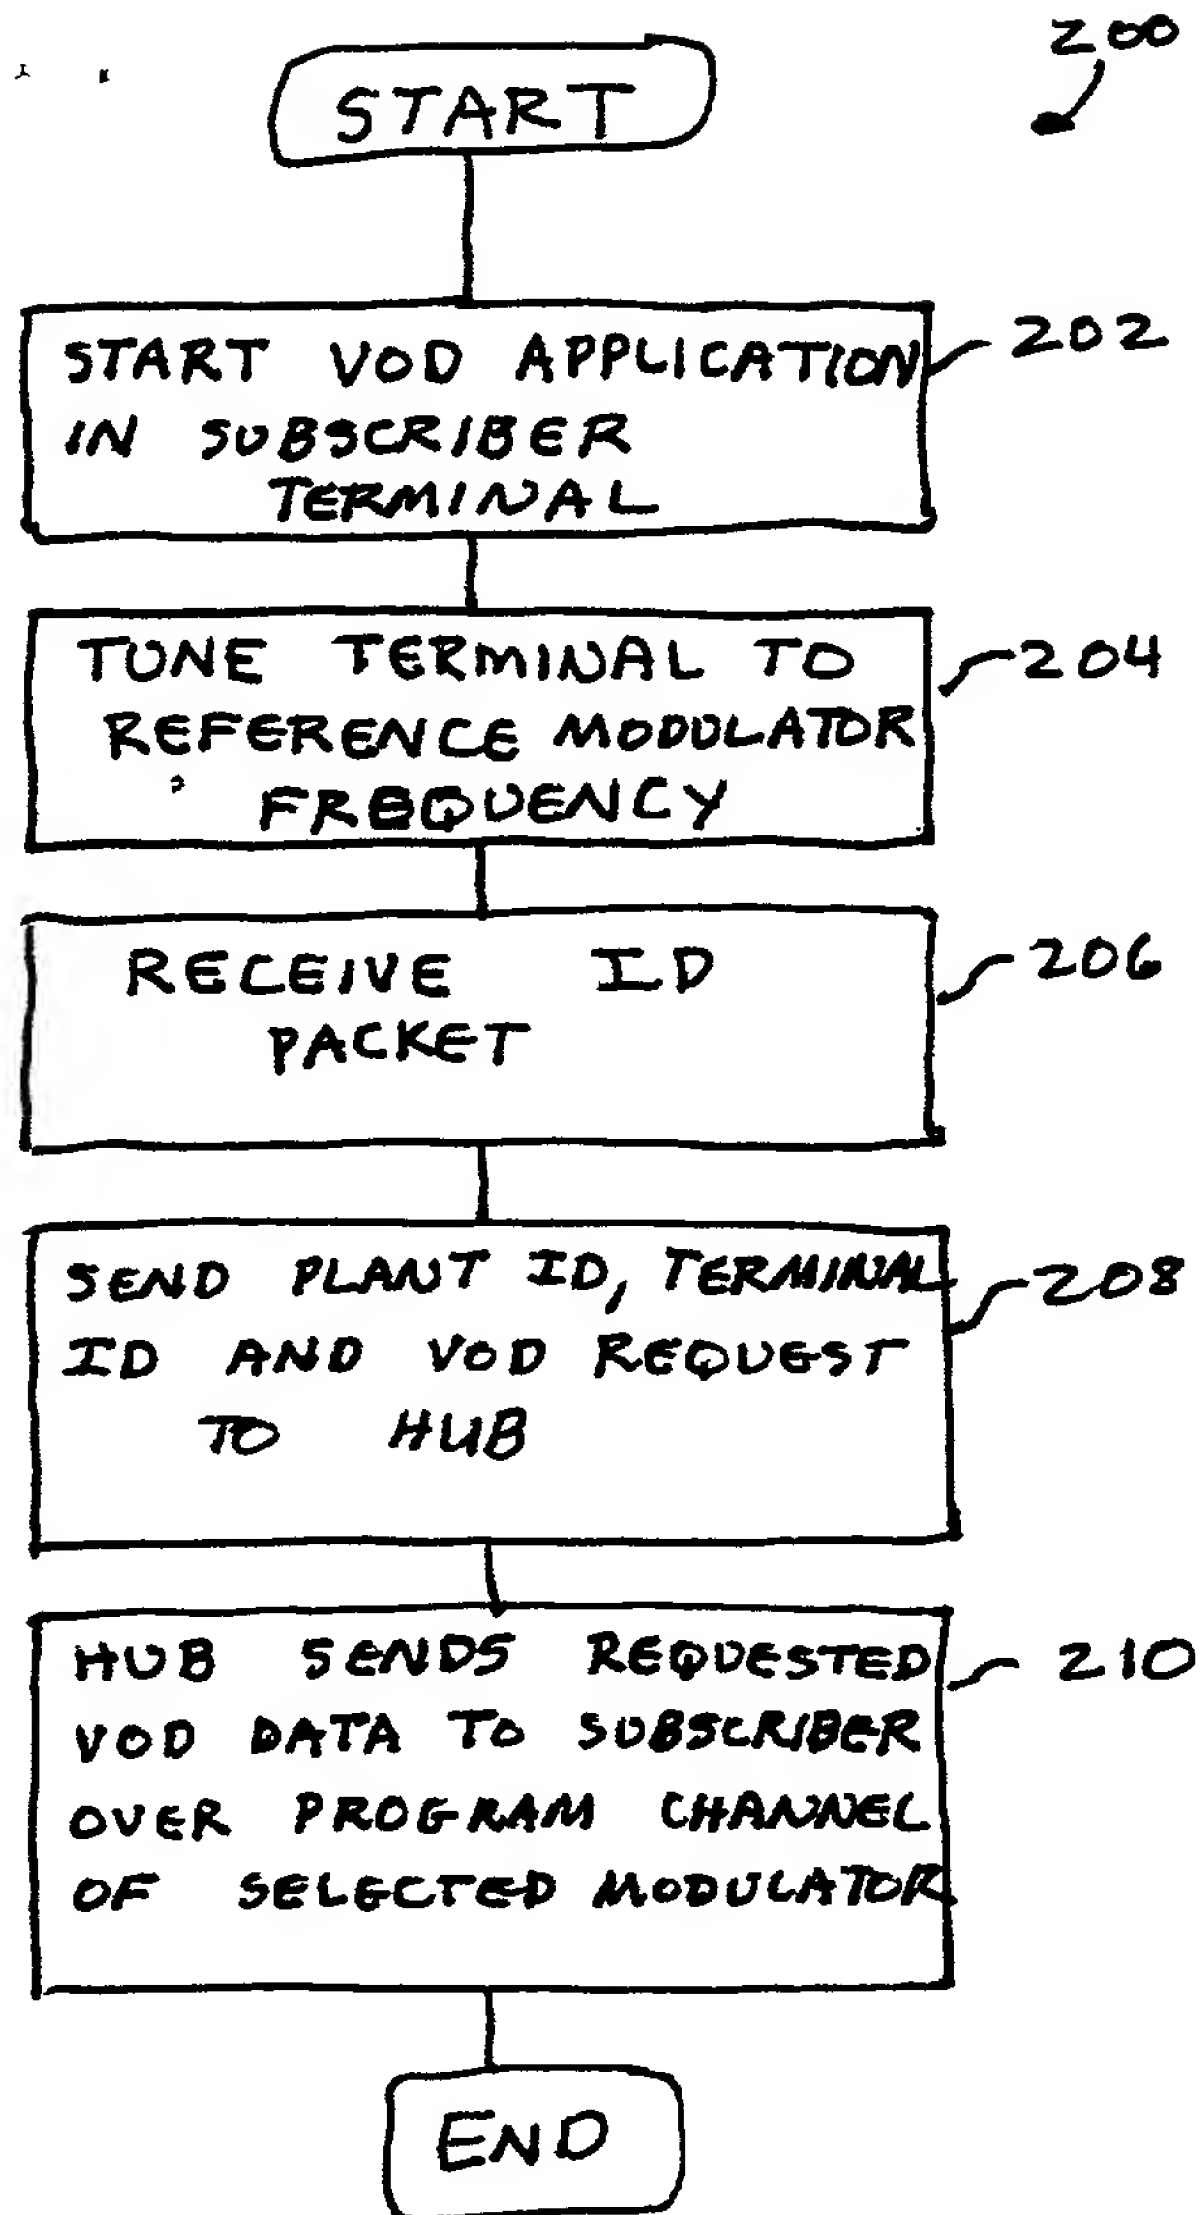 200
START
START VOD APPLICATION
IN SUBSCRIBER
TERMINAL
202
TUNE TERMINAL TO
REFERENCE MODULATOR
FREQUENCY
204
RECEIVE ID
PACKET
206
SEND PLANT ID, TERMINAL
ID AND VOD REQUEST
TO HUB
208
HUB SENDS REQUESTED
VOD DATA TO SUBSCRIBER
OVER PROGRAM CHANNEL
OF SELECTED MODULATOR
210
END